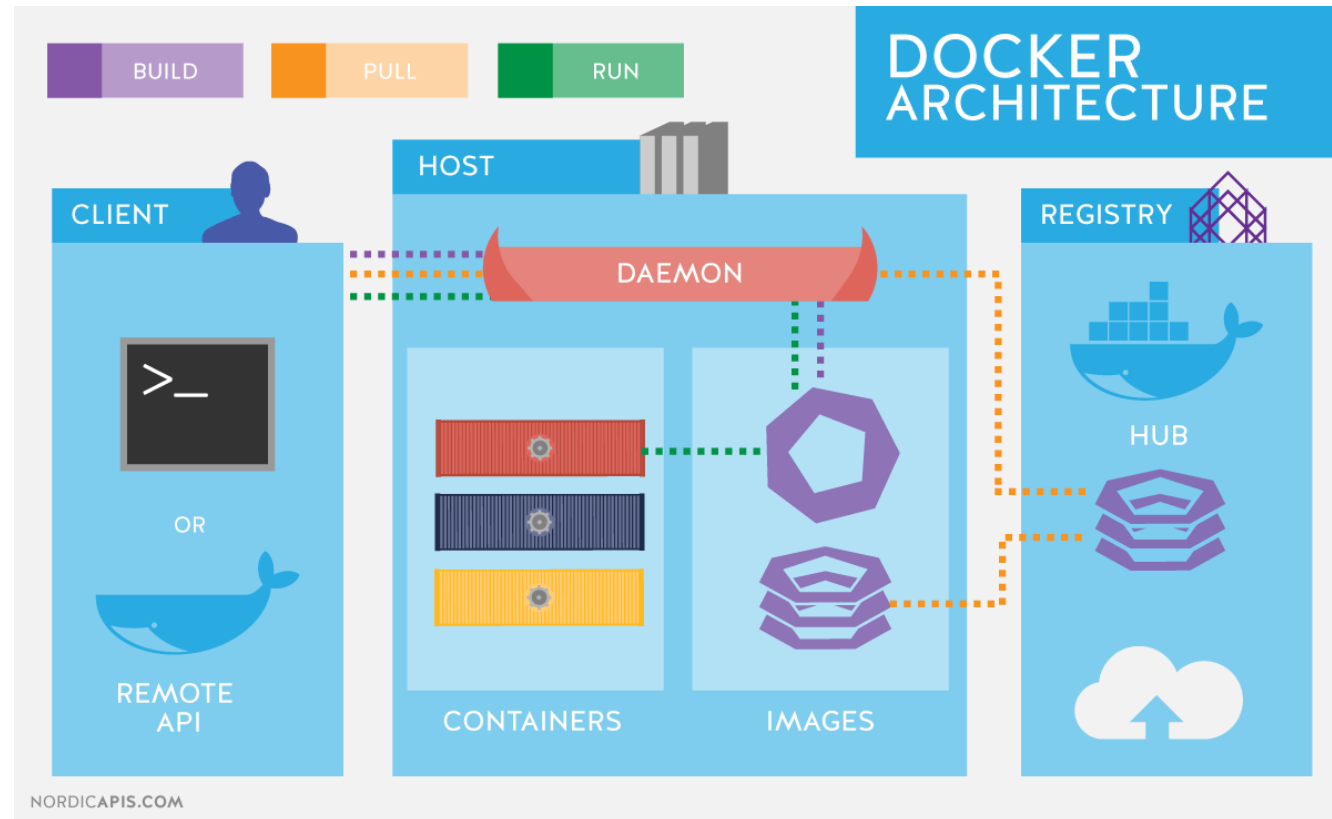 BUILD
PULL
RUN
DOCKER
ARCHITECTURE
CLIENT
HOST
REGISTRY
DAEMON
>_
OR
REMOTE
API
CONTAINERS
IMAGES
HUB
NORDICAPIS.COM